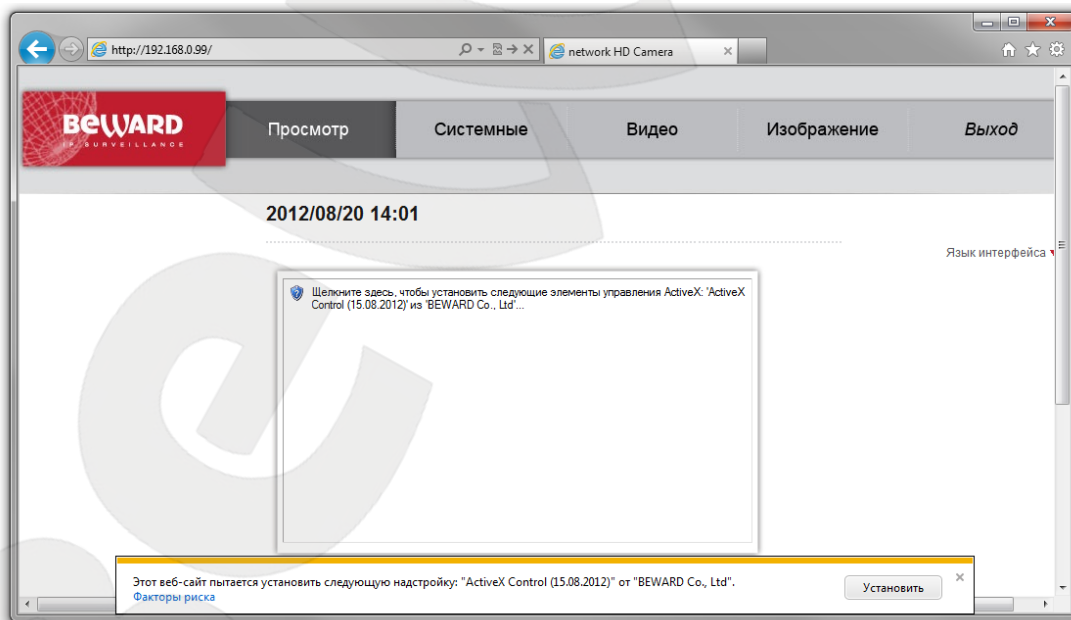 http://192.168.0.99/
network HD Camera
BEWARD
IP SURVEILLANCE
Просмотр
Системные
Видео
Изображение
Выход
2012/08/20 14:01
Язык интерфейса
Щелкните здесь, чтобы установить следующие элементы управления ActiveX: 'ActiveX
Control (15.08.2012)' из 'BEWARD Co., Ltd'...
Этот веб-сайт пытается установить следующую надстройку: "ActiveX Control (15.08.2012)" от "BEWARD Co., Ltd".
Факторы риска
Установить